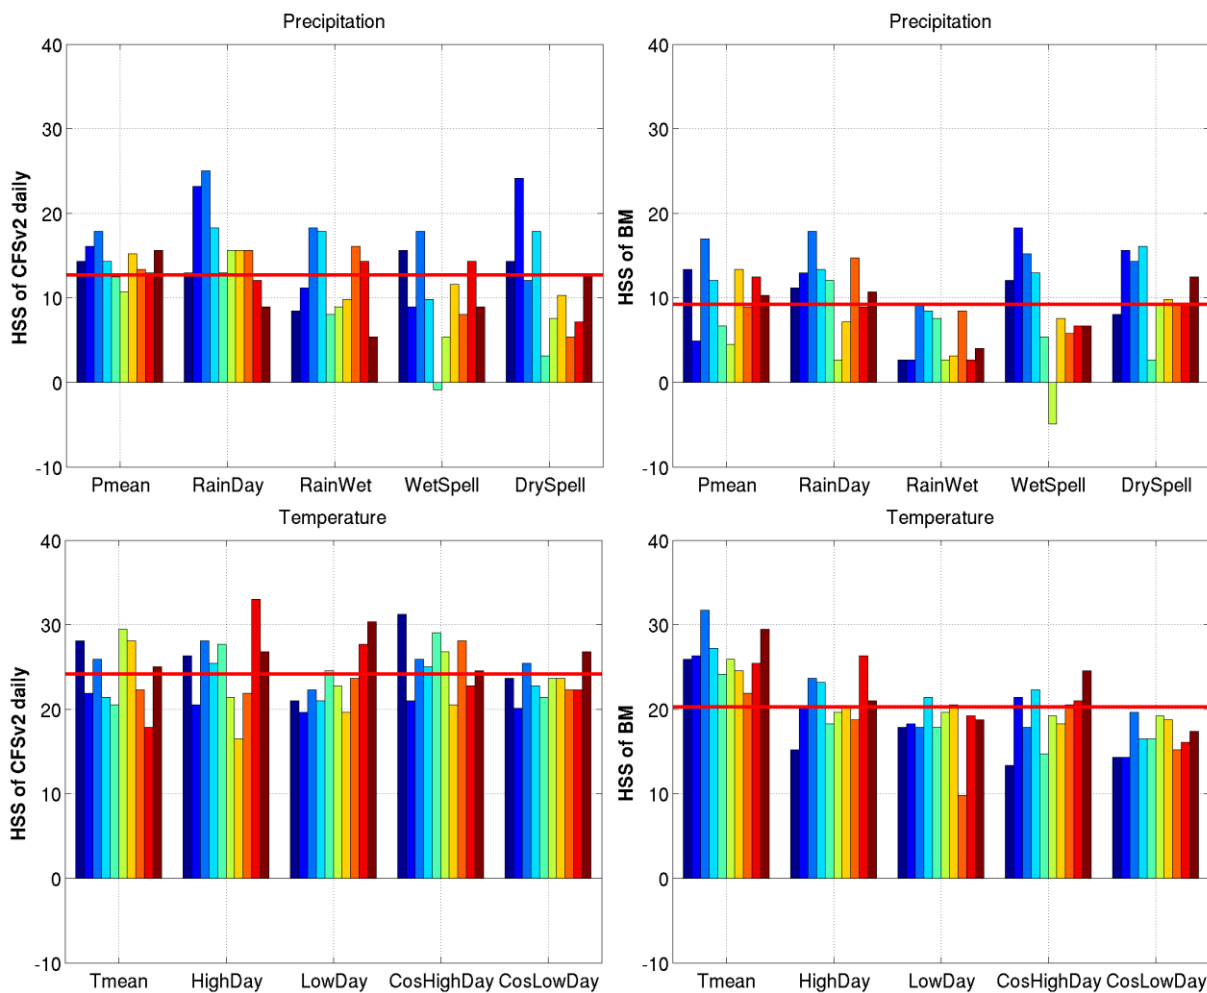 Precipitation
HSS of CFSv2 daily
40
30
20
10
0
-10
Pmean RainDay RainWet WetSpell DrySpell
Precipitation
HSS of BM
40
30
20
10
0
-10
Pmean RainDay RainWet WetSpell DrySpell
Temperature
HSS of CFSv2 daily
40
30
20
10
0
-10
Tmean HighDay LowDay CosHighDay CosLowDay
Temperature
HSS of BM
40
30
20
10
0
-10
Tmean HighDay LowDay CosHighDay CosLowDay